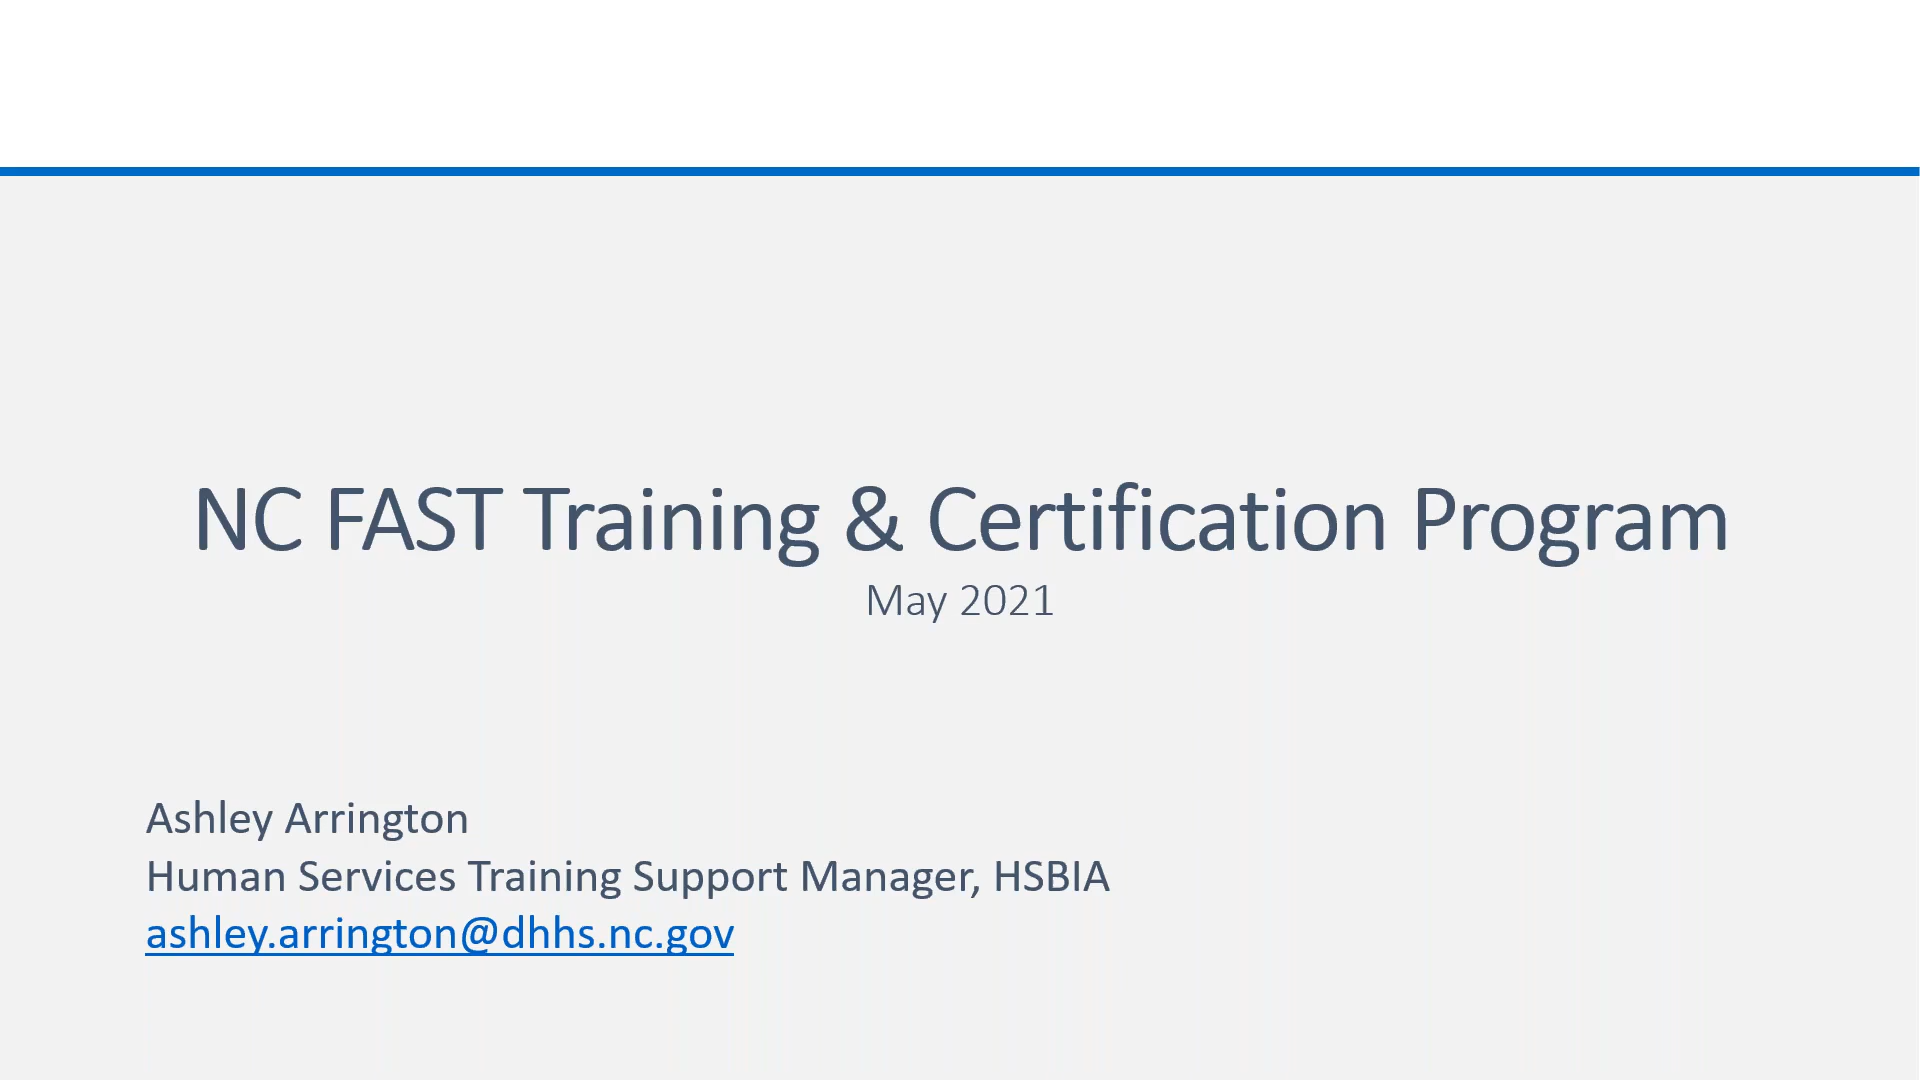 NC FAST Training & Certification Program
May 2021
Ashley Arrington
Human Services Training Support Manager, HSBIA
ashley.arrington@dhhs.nc.gov